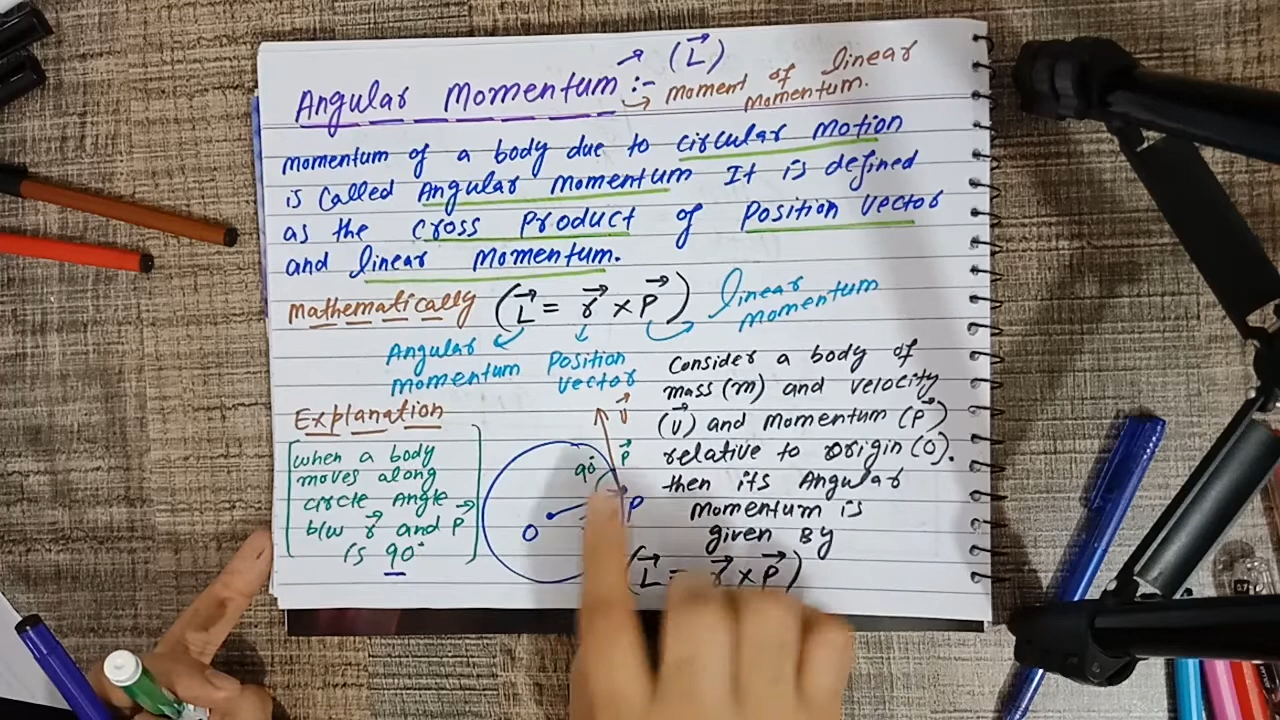 Angular Momentum :- (L⃗)
→ Moment of linear
momentum.
momentum of a body due to circular motion
is called Angular momentum It is defined
as the cross product of Position vector
and linear momentum.
Mathematically (L⃗ = r⃗ × P⃗)
linear
momentum
Angular
momentum
Position
vector
Explanation
[when a body
moves along
circle Angle
b/w r⃗ and P⃗
is 90°]
v⃗
P⃗
90°
P
O
Consider a body of
mass (m) and velocity
(v⃗) and momentum (P⃗)
relative to origin (O).
then its Angular
momentum is
given By
(L⃗ = r⃗ × P⃗)